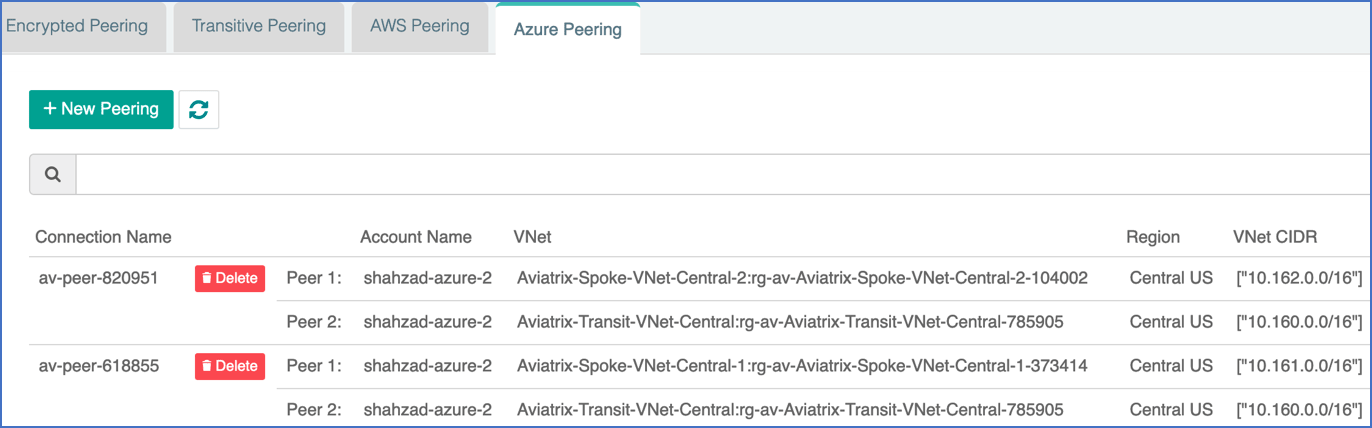 Encrypted Peering Transitive Peering AWS Peering Azure Peering
+ New Peering
Connection Name Account Name VNet Region VNet CIDR
av-peer-820951 Delete Peer 1: shahzad-azure-2 Aviatrix-Spoke-VNet-Central-2:rg-av-Aviatrix-Spoke-VNet-Central-2-104002 Central US ["10.162.0.0/16"]
Peer 2: shahzad-azure-2 Aviatrix-Transit-VNet-Central:rg-av-Aviatrix-Transit-VNet-Central-785905 Central US ["10.160.0.0/16"]
av-peer-618855 Delete Peer 1: shahzad-azure-2 Aviatrix-Spoke-VNet-Central-1:rg-av-Aviatrix-Spoke-VNet-Central-1-373414 Central US ["10.161.0.0/16"]
Peer 2: shahzad-azure-2 Aviatrix-Transit-VNet-Central:rg-av-Aviatrix-Transit-VNet-Central-785905 Central US ["10.160.0.0/16"]